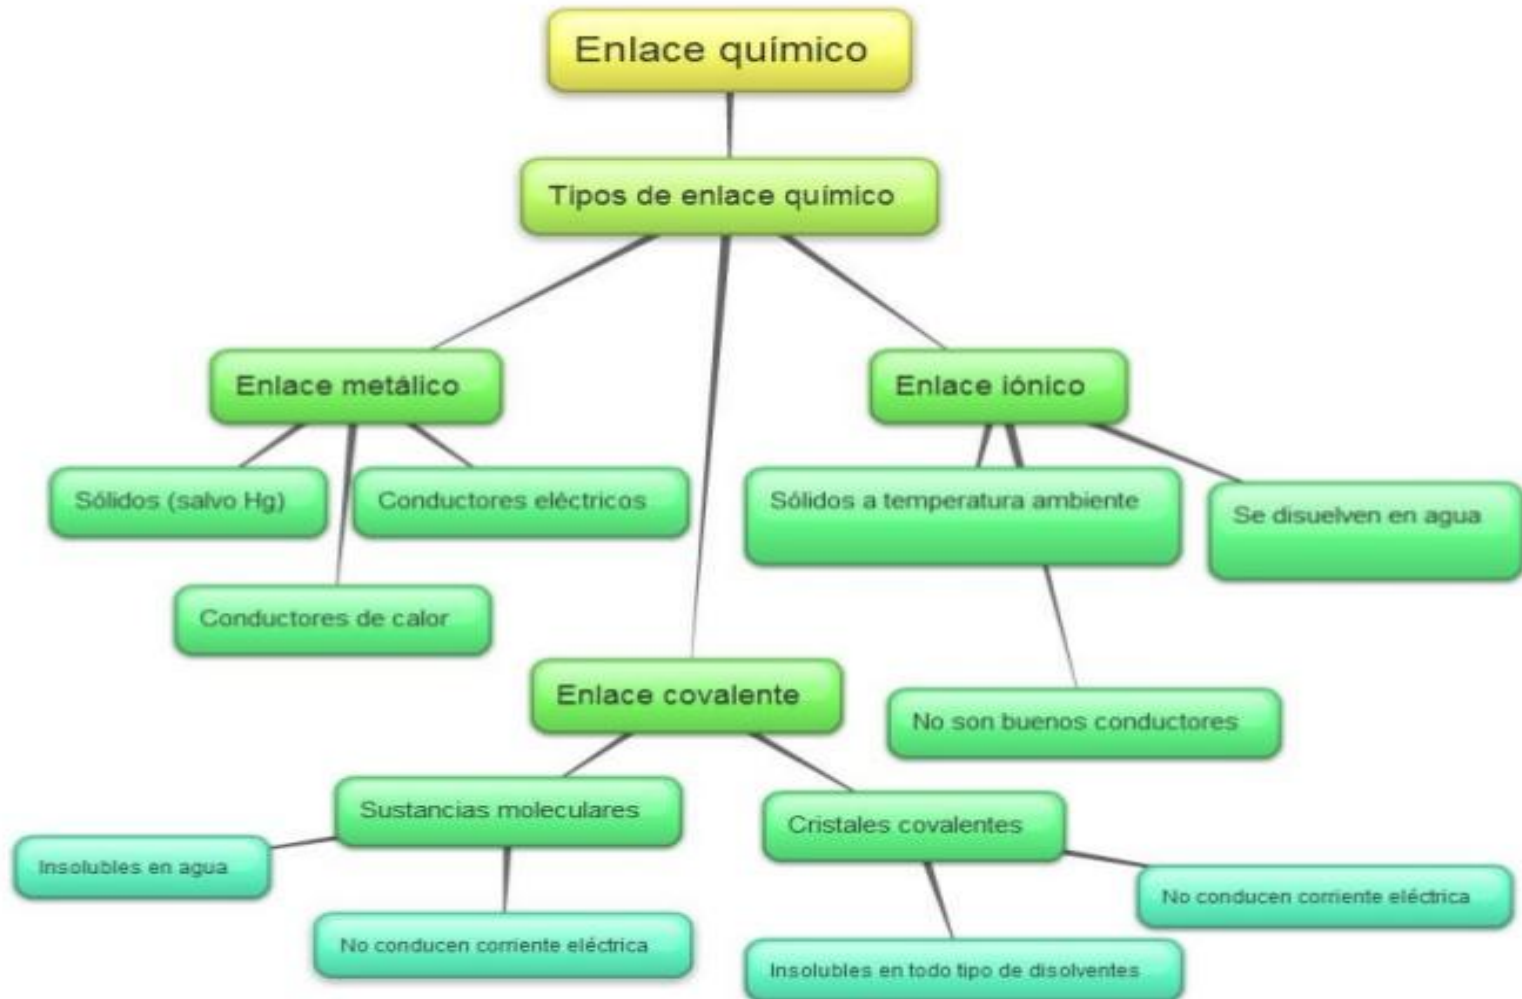 Enlace químico
Tipos de enlace químico
Enlace metálico
Enlace iónico
Sólidos (salvo Hg)
Conductores eléctricos
Sólidos a temperatura ambiente
Se disuelven en agua
Conductores de calor
Enlace covalente
No son buenos conductores
Sustancias moleculares
Cristales covalentes
Insolubles en agua
No conducen corriente eléctrica
No conducen corriente eléctrica
Insolubles en todo tipo de disolventes